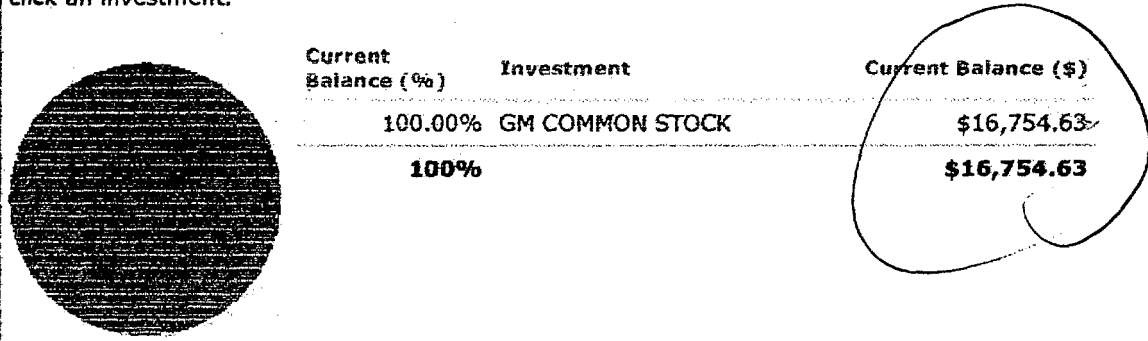 click an investment.
Current
Balance (%) Investment Current Balance ($)
100.00% GM COMMON STOCK $16,754.63
100% $16,754.63